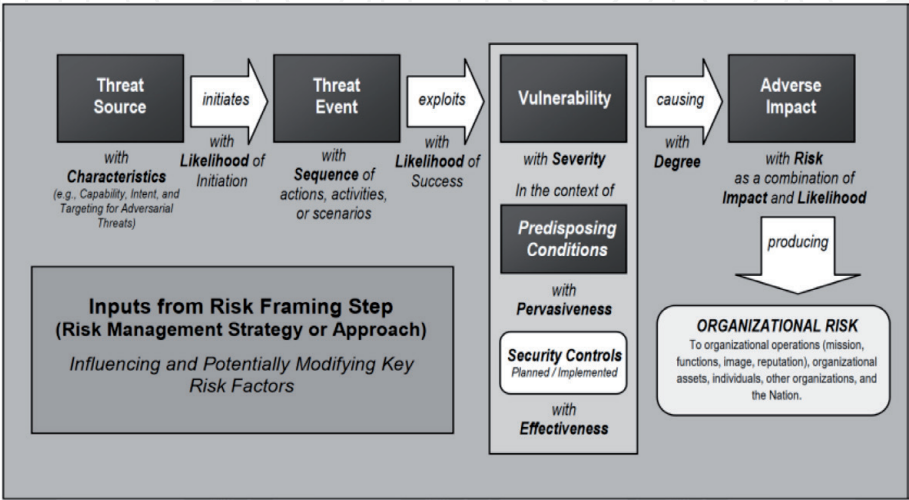 Threat
Source
initiates
Threat
Event
exploits
Vulnerability
causing
Adverse
Impact
with
Characteristics
(e.g., Capability, Intent, and
Targeting for Adversarial
Threats)
with
Likelihood of
Initiation
with
Sequence of
actions, activities,
or scenarios
with
Likelihood of
Success
with Severity
In the context of
Predisposing
Conditions
with
Pervasiveness
Security Controls
Planned / Implemented
with
Effectiveness
with
Degree
with Risk
as a combination of
Impact and Likelihood
producing
ORGANIZATIONAL RISK
To organizational operations (mission,
functions, image, reputation), organizational
assets, individuals, other organizations, and
the Nation.
Inputs from Risk Framing Step
(Risk Management Strategy or Approach)
Influencing and Potentially Modifying Key
Risk Factors